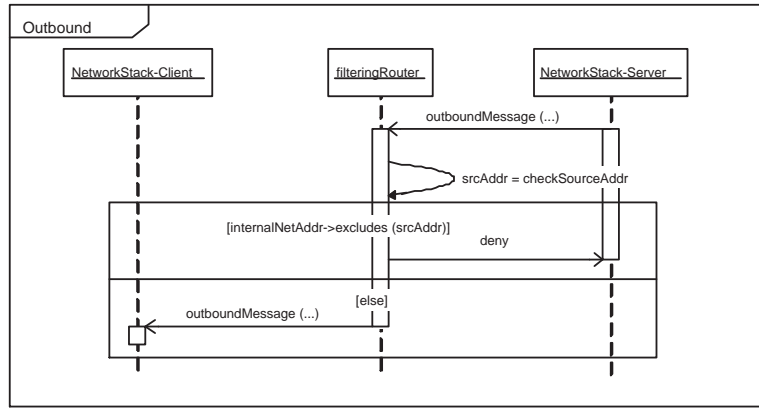 Outbound
NetworkStack-Client
filteringRouter
NetworkStack-Server
outboundMessage (...)
srcAddr = checkSourceAddr
[internalNetAddr->excludes (srcAddr)]
deny
[else]
outboundMessage (...)